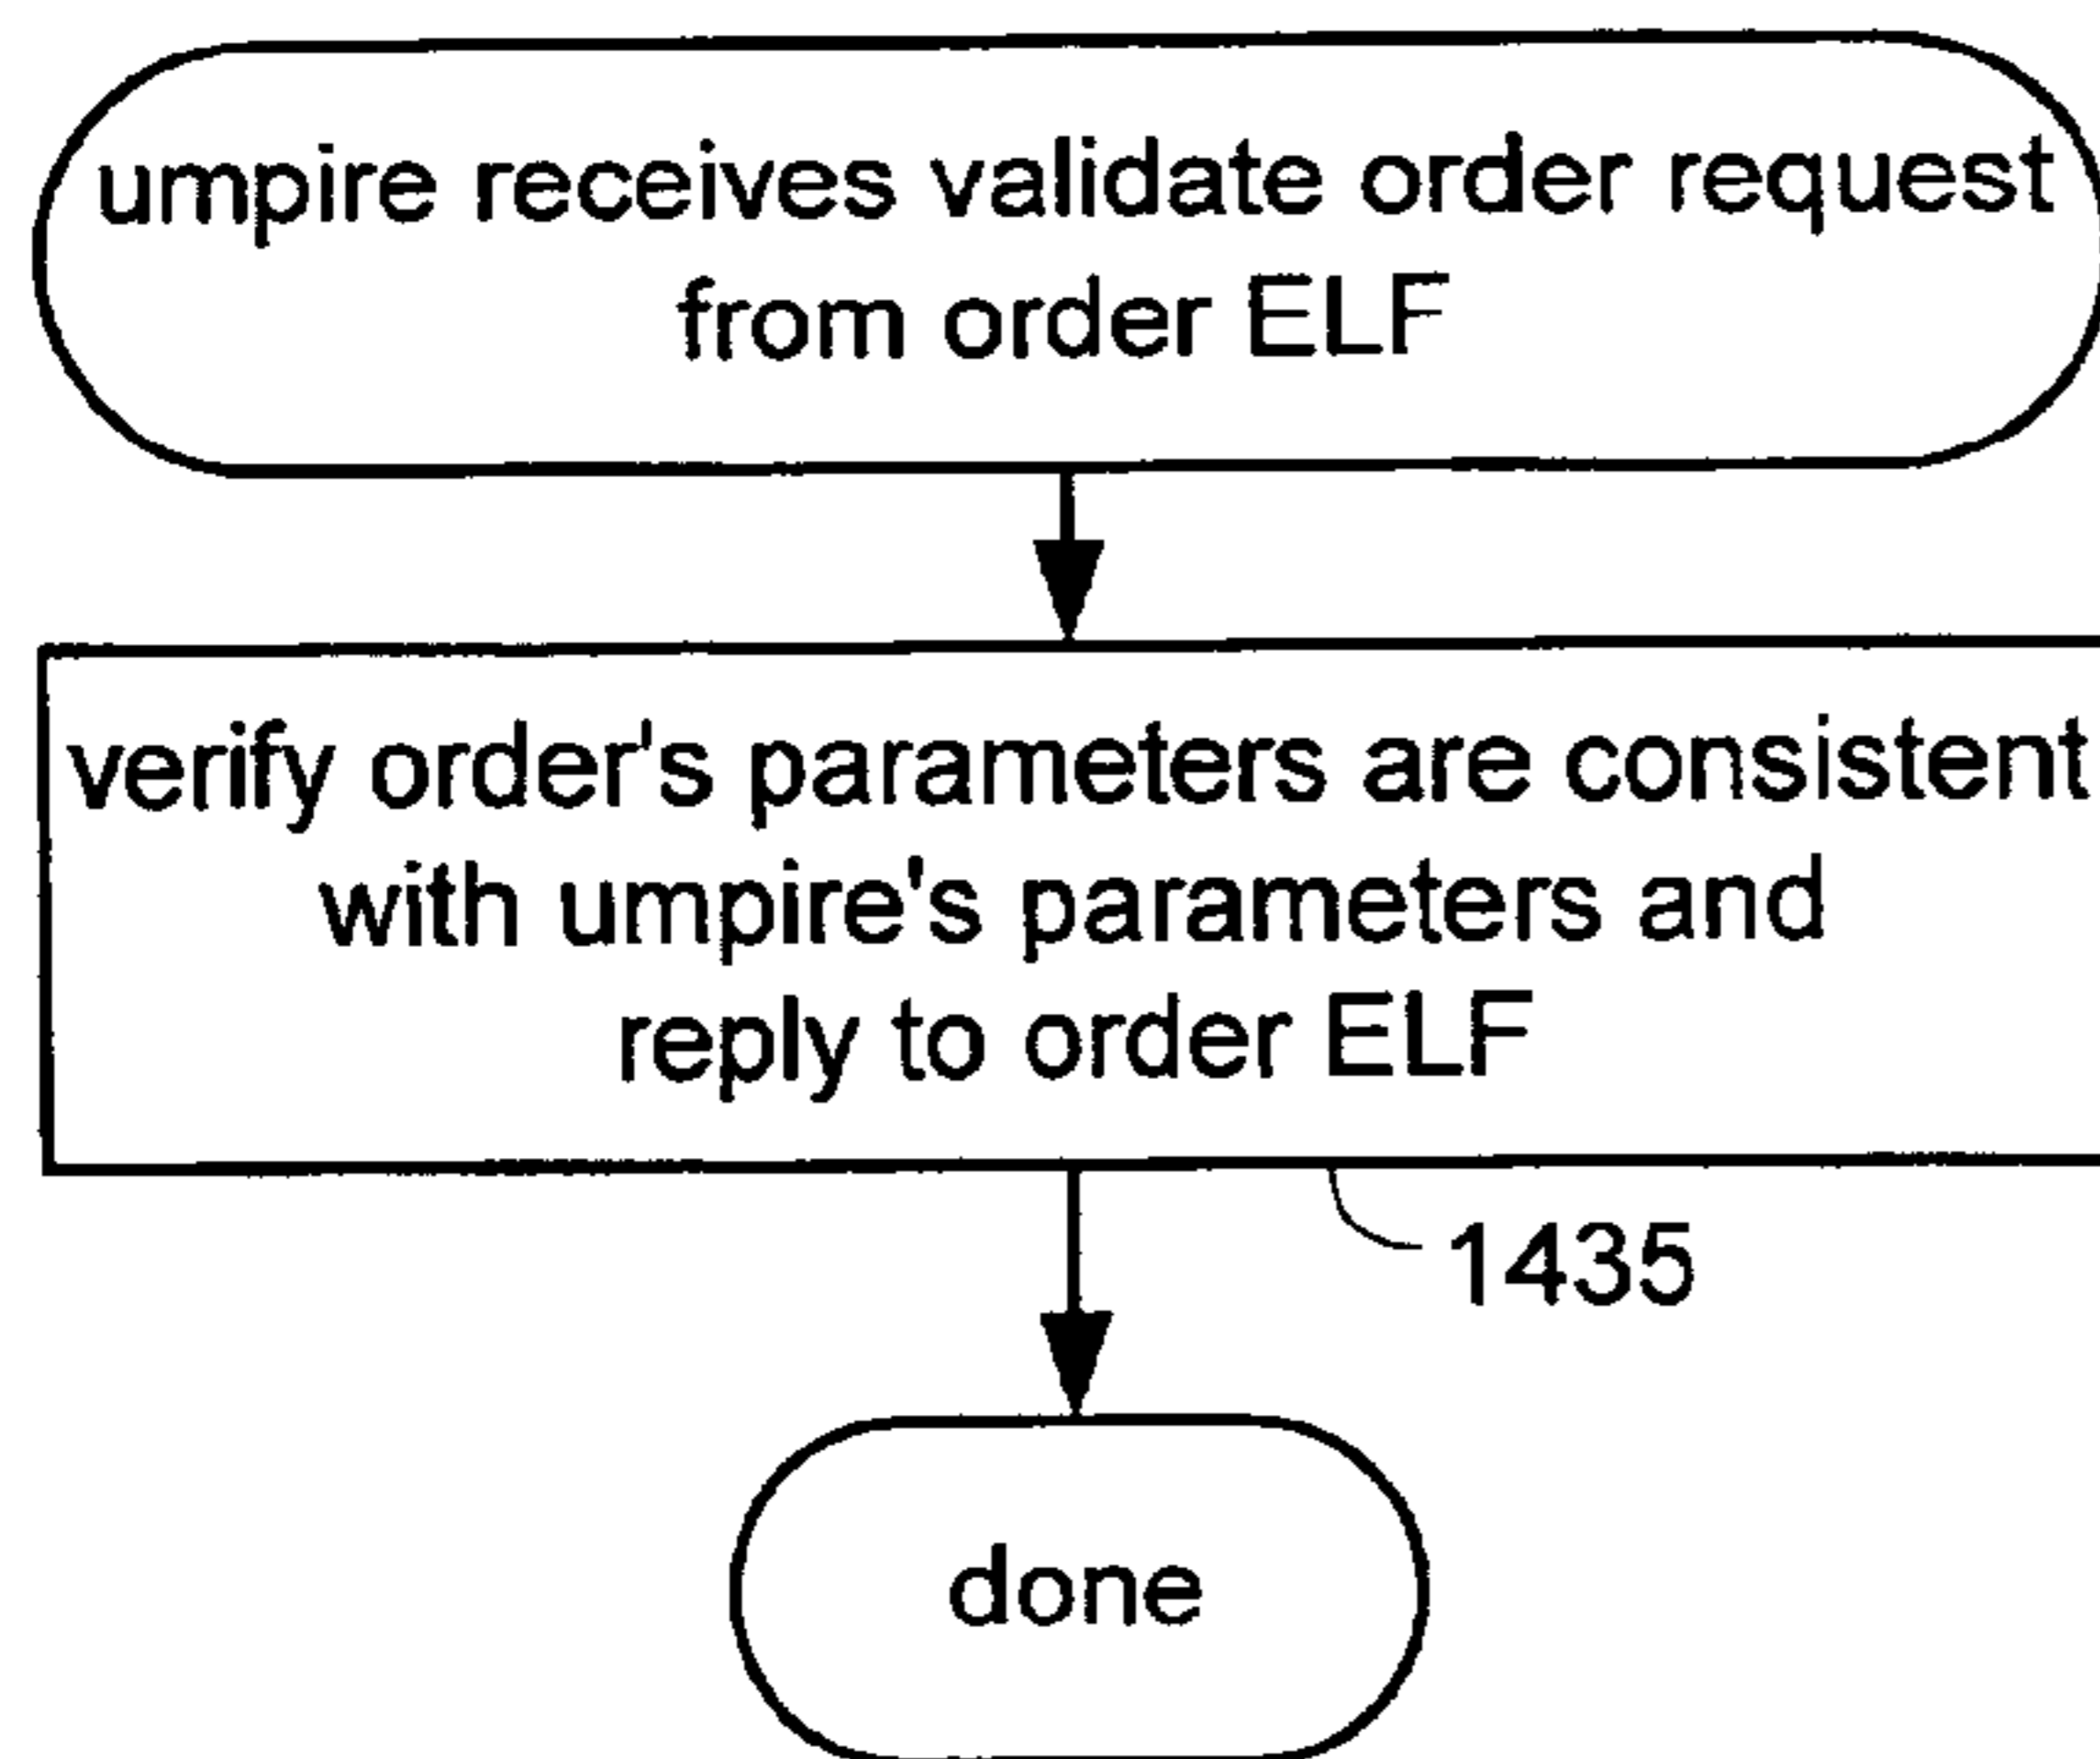 umpire receives validate order request
from order ELF
verify order's parameters are consistent
with umpire's parameters and
reply to order ELF
1435
done